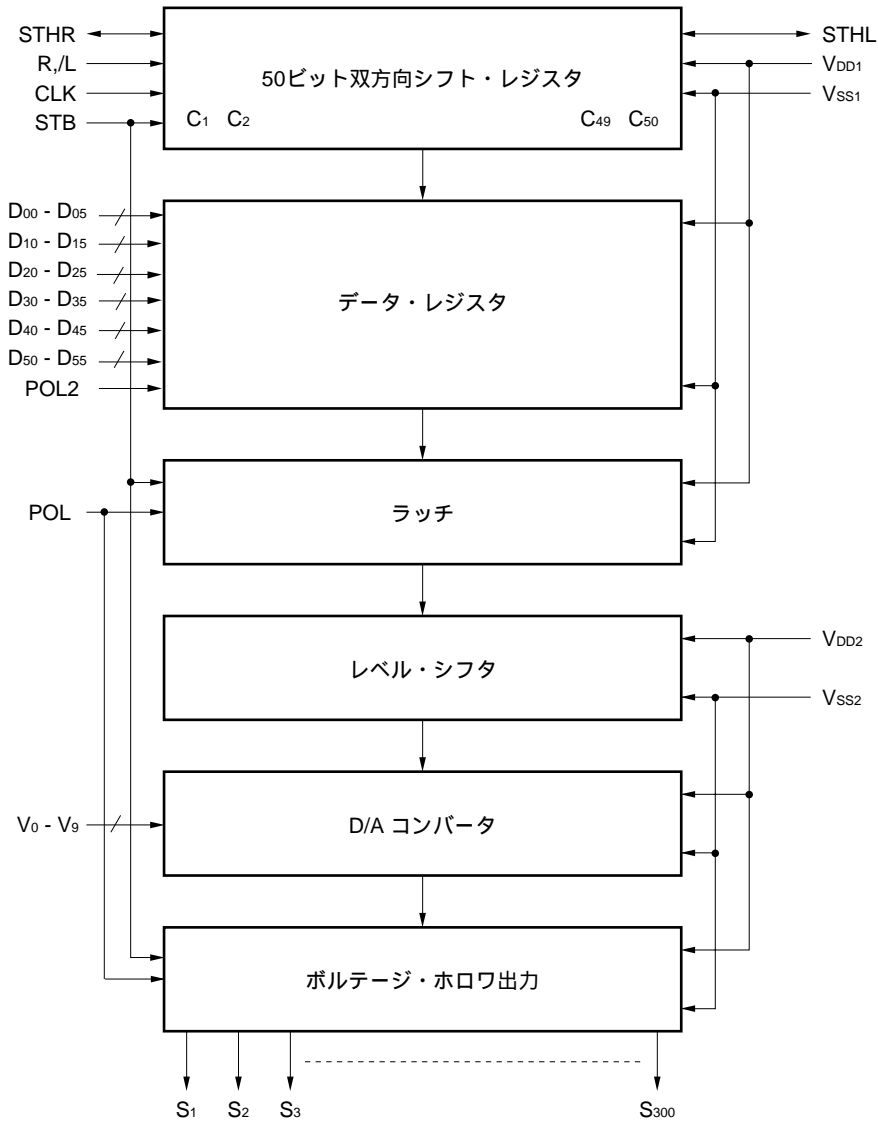 STHR
STHL
R,/L
VDD1
50ビット双方向シフト・レジスタ
CLK
VSS1
STB
C1 C2
C49 C50
D00 - D05
D10 - D15
D20 - D25
D30 - D35
D40 - D45
D50 - D55
データ・レジスタ
POL2
POL
ラッチ
レベル・シフタ
VDD2
VSS2
V0 - V9
D/A コンバータ
ボルテージ・ホロワ出力
S1 S2 S3 S300